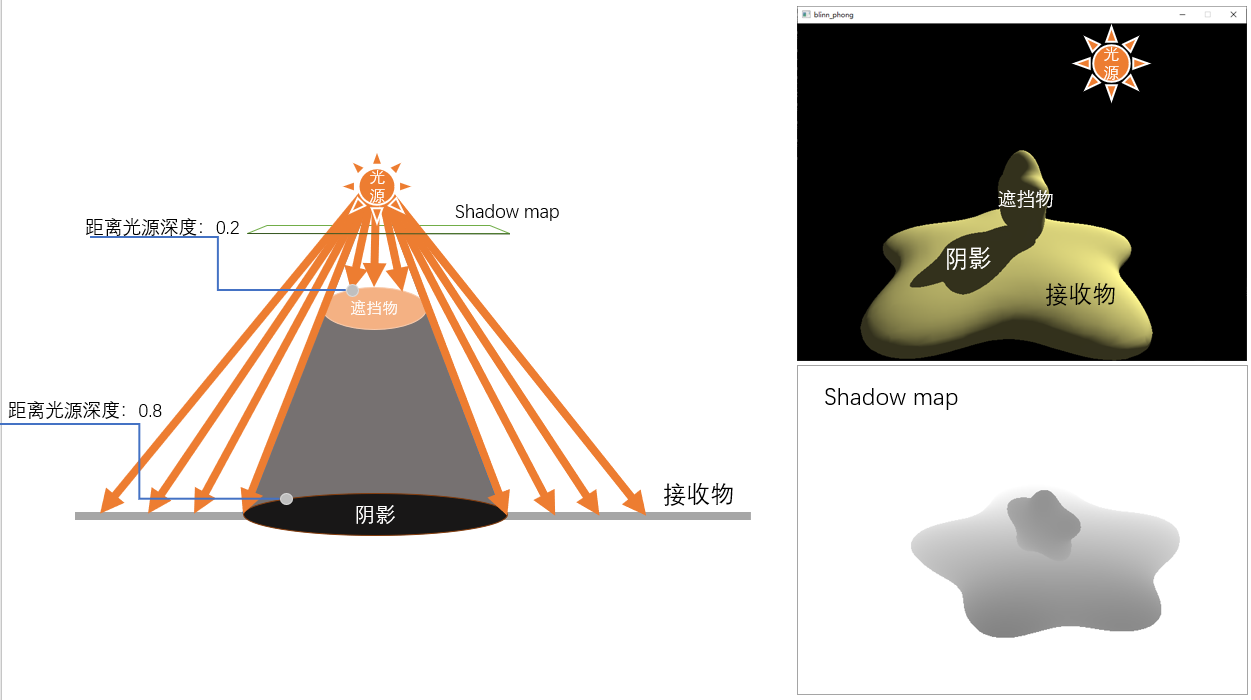 光
源
Shadow map
距离光源深度：0.2
遮挡物
距离光源深度：0.8
接收物
阴影
blinn_phong
光
源
遮挡物
阴影
接收物
Shadow map